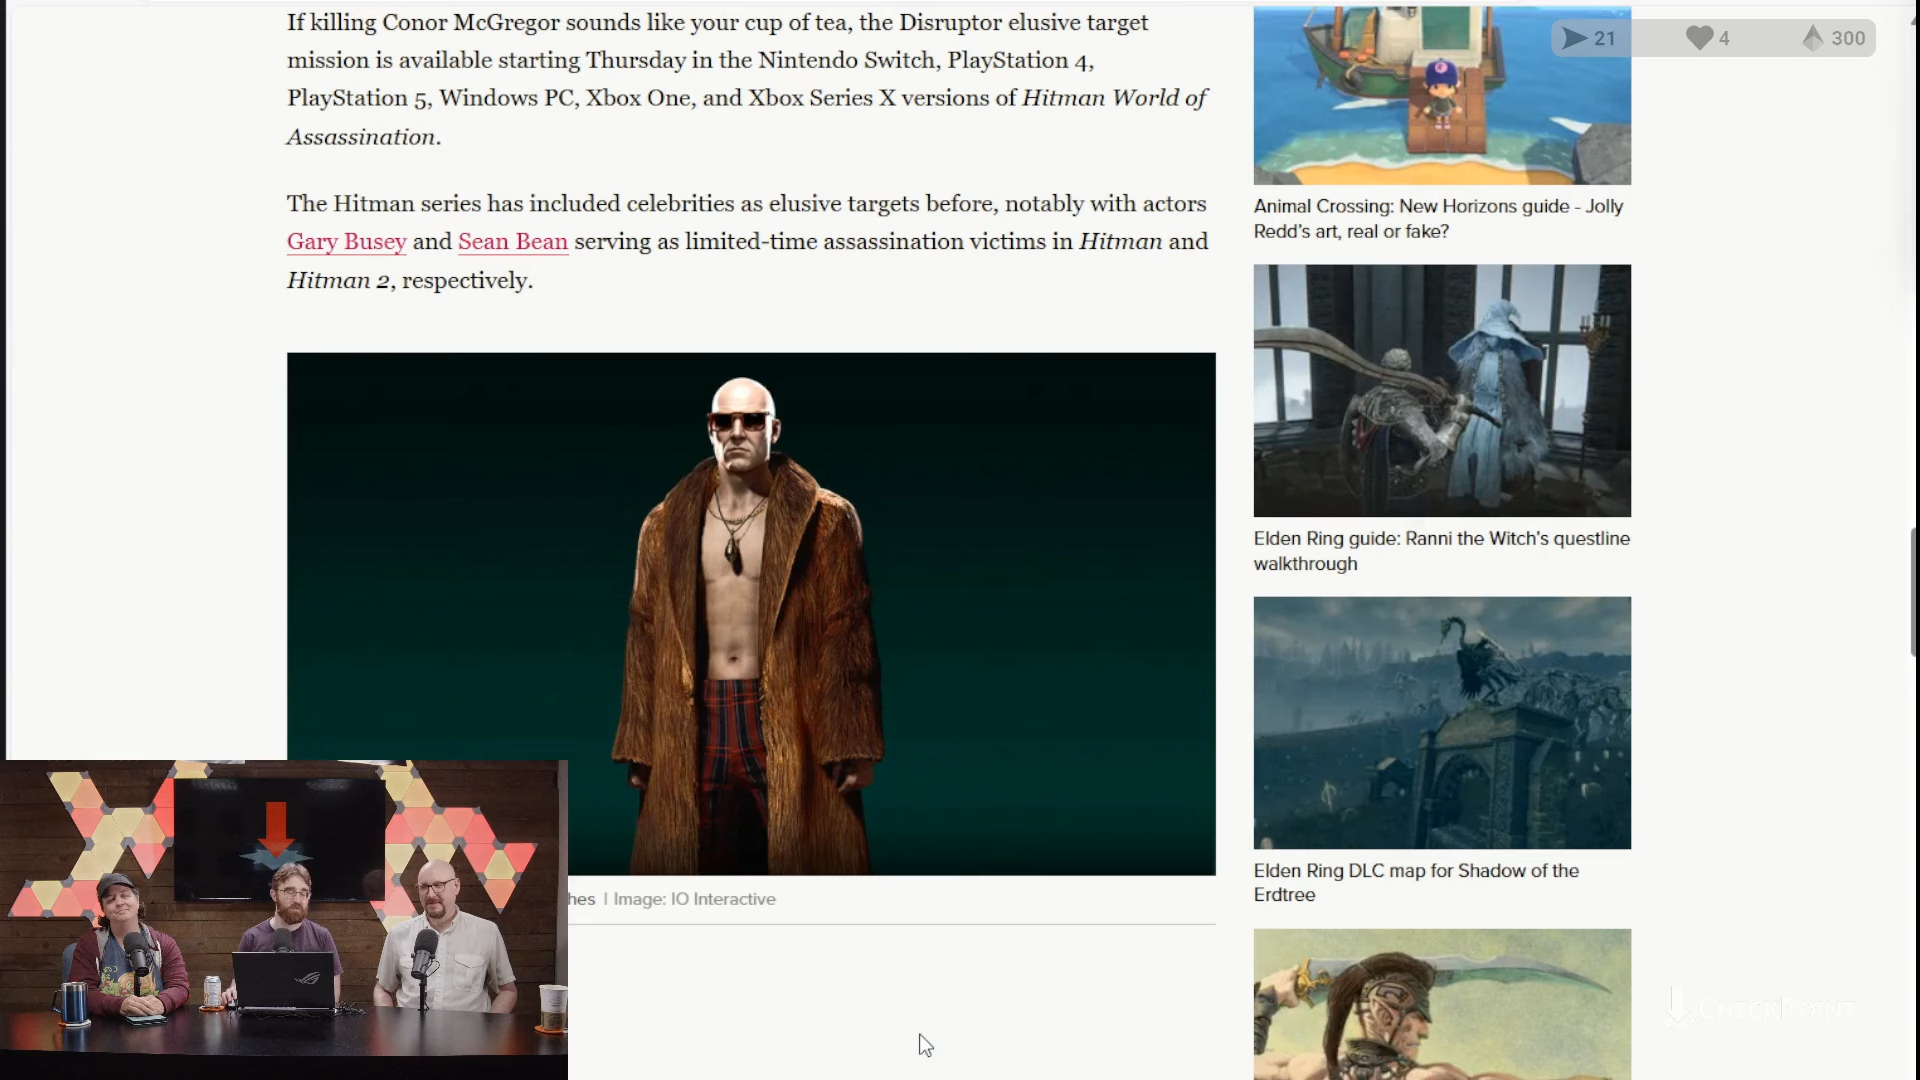 If killing Conor McGregor sounds like your cup of tea, the Disruptor elusive target
mission is available starting Thursday in the Nintendo Switch, PlayStation 4,
PlayStation 5, Windows PC, Xbox One, and Xbox Series X versions of Hitman World of
Assassination.
The Hitman series has included celebrities as elusive targets before, notably with actors
Gary Busey and Sean Bean serving as limited-time assassination victims in Hitman and
Hitman 2, respectively.
hes | Image: IO Interactive
21 4 300
Animal Crossing: New Horizons guide - Jolly
Redd’s art, real or fake?
Elden Ring guide: Ranni the Witch’s questline
walkthrough
Elden Ring DLC map for Shadow of the
Erdtree
CHECKPOINT